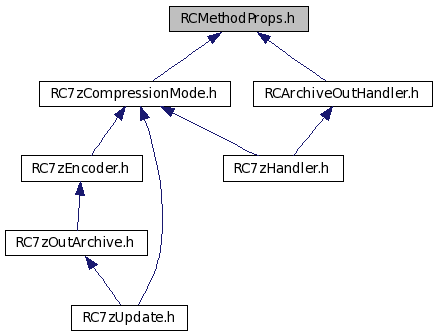 RCMethodProps.h
RC7zCompressionMode.h
RCArchiveOutHandler.h
RC7zEncoder.h
RC7zHandler.h
RC7zOutArchive.h
RC7zUpdate.h